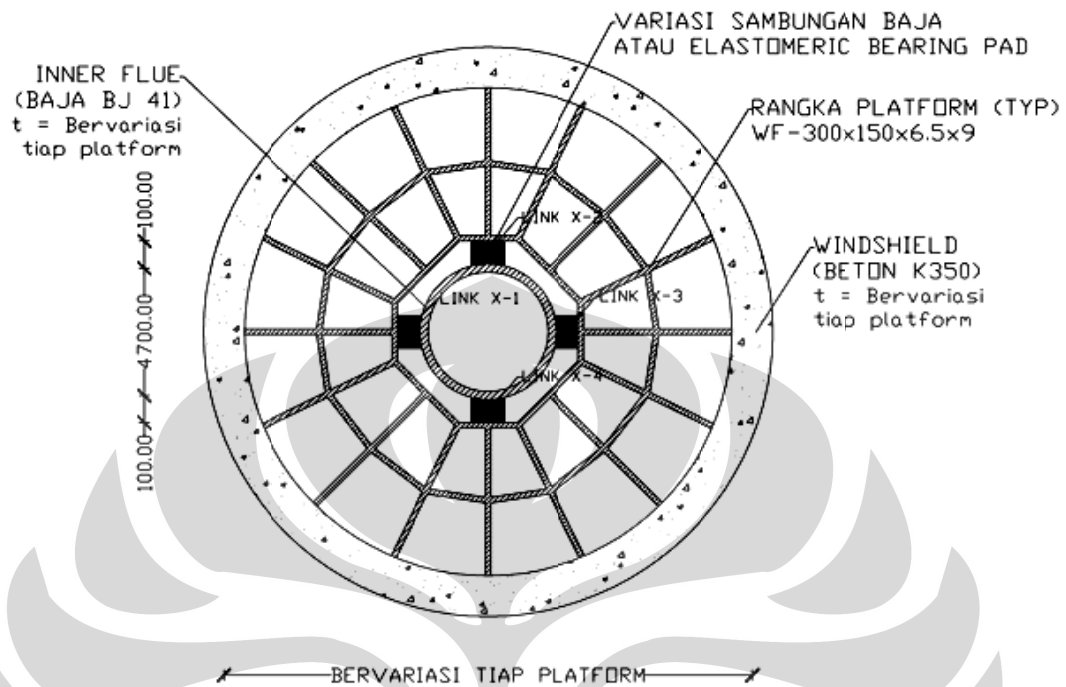 VARIASI SAMBUNGAN BAJA
ATAU ELASTOMERIC BEARING PAD
INNER FLUE
(BAJA BJ 41)
t = Bervariasi
tiap platform
RANGKA PLATFORM (TYP)
WF-300x150x6.5x9
100.00
4700.00
100.00
LINK X-2
LINK X-1
LINK X-3
LINK X-4
WINDSHIELD
(BETON K350)
t = Bervariasi
tiap platform
BERVARIASI TIAP PLATFORM